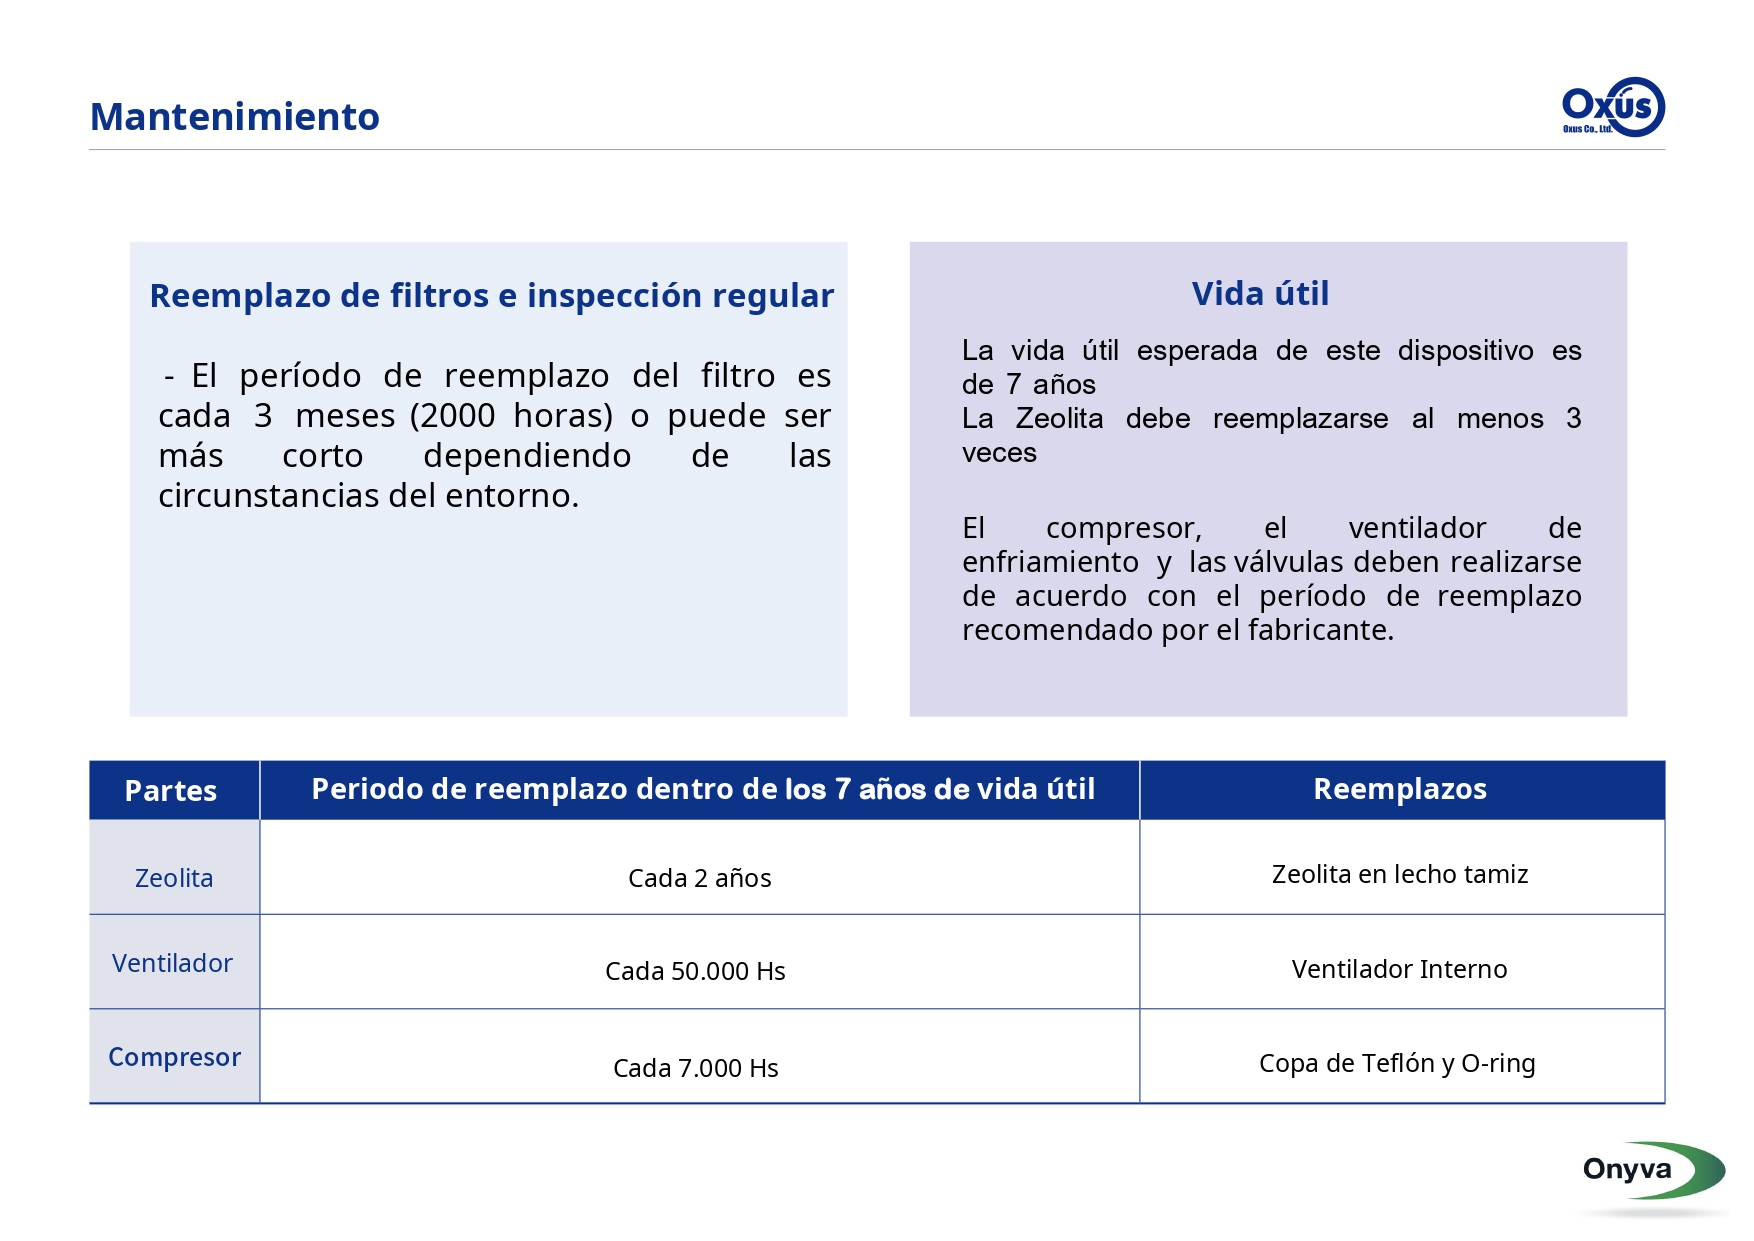 Mantenimiento
Oxus
Oxus Co., Ltd.
Reemplazo de filtros e inspección regular
- El período de reemplazo del filtro es
cada 3 meses (2000 horas) o puede ser
más corto dependiendo de las
circunstancias del entorno.
Vida útil
La vida útil esperada de este dispositivo es
de 7 años
La Zeolita debe reemplazarse al menos 3
veces
El compresor, el ventilador de
enfriamiento y las válvulas deben realizarse
de acuerdo con el período de reemplazo
recomendado por el fabricante.
Partes Periodo de reemplazo dentro de los 7 años de vida útil Reemplazos
Zeolita Cada 2 años Zeolita en lecho tamiz
Ventilador Cada 50.000 Hs Ventilador Interno
Compresor Cada 7.000 Hs Copa de Teflón y O-ring
Onyva